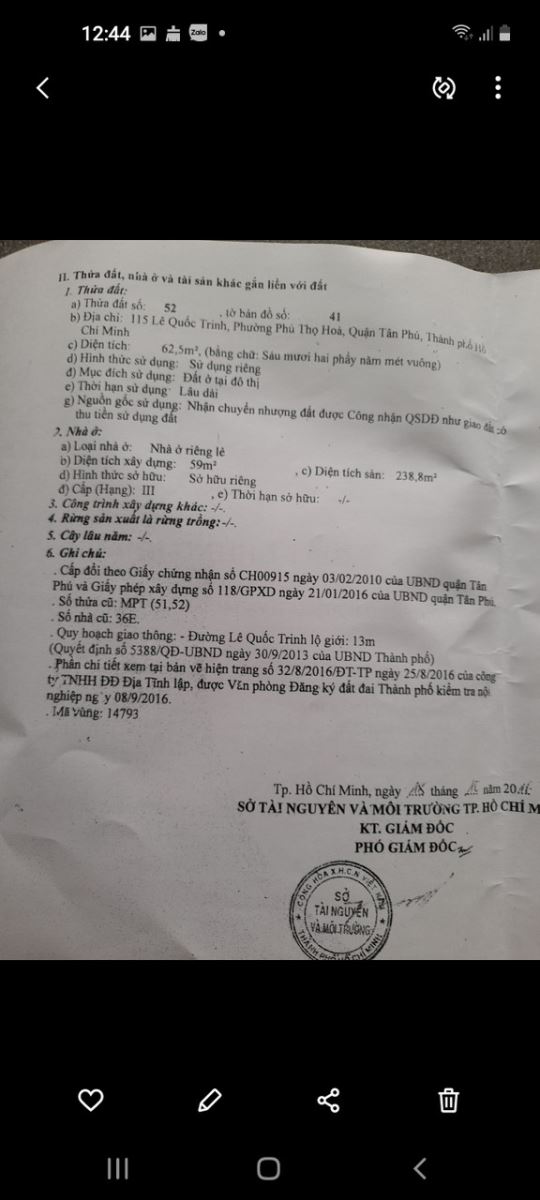 12:44
Zalo
II. Thửa đất, nhà ở và tài sản khác gắn liền với đất
1. Thửa đất:
a) Thửa đất số: 52 , tờ bản đồ số: 41
b) Địa chỉ: 115 Lê Quốc Trinh, Phường Phú Thọ Hoà, Quận Tân Phú, Thành phố Hồ
Chí Minh
c) Diện tích: 62,5m², (bằng chữ: Sáu mươi hai phẩy năm mét vuông)
d) Hình thức sử dụng: Sử dụng riêng
đ) Mục đích sử dụng: Đất ở tại đô thị
e) Thời hạn sử dụng: Lâu dài
g) Nguồn gốc sử dụng: Nhận chuyển nhượng đất được Công nhận QSDĐ như giao đất có
thu tiền sử dụng đất
2. Nhà ở:
a) Loại nhà ở: Nhà ở riêng lẻ
b) Diện tích xây dựng: 59m² , c) Diện tích sàn: 238,8m²
d) Hình thức sở hữu: Sở hữu riêng
đ) Cấp (Hạng): III , e) Thời hạn sở hữu: -/-
3. Công trình xây dựng khác: -/-.
4. Rừng sản xuất là rừng trồng:-/-.
5. Cây lâu năm: -/-.
6. Ghi chú:
. Cấp đổi theo Giấy chứng nhận số CH00915 ngày 03/02/2010 của UBND quận Tân
Phú và Giấy phép xây dựng số 118/GPXD ngày 21/01/2016 của UBND quận Tân Phú.
. Số thửa cũ: MPT (51,52)
. Số nhà cũ: 36E.
. Quy hoạch giao thông: - Đường Lê Quốc Trinh lộ giới: 13m
(Quyết định số 5388/QĐ-UBND ngày 30/9/2013 của UBND Thành phố)
. Phần chi tiết xem tại bản vẽ hiện trạng số 32/8/2016/ĐT-TP ngày 25/8/2016 của công
ty TNHH ĐĐ Địa Tĩnh lập, được Văn phòng Đăng ký đất đai Thành phố kiểm tra nội
nghiệp ngày 08/9/2016.
. Mã vùng: 14793
Tp. Hồ Chí Minh, ngày tháng năm 20
SỞ TÀI NGUYÊN VÀ MÔI TRƯỜNG TP. HỒ CHÍ M
KT. GIÁM ĐỐC
PHÓ GIÁM ĐỐC
CỘNG HÒA X.H.C.N VIỆT NAM
SỞ
TÀI NGUYÊN
VÀ MÔI TRƯỜNG
THÀNH PHỐ HỒ CHÍ MINH